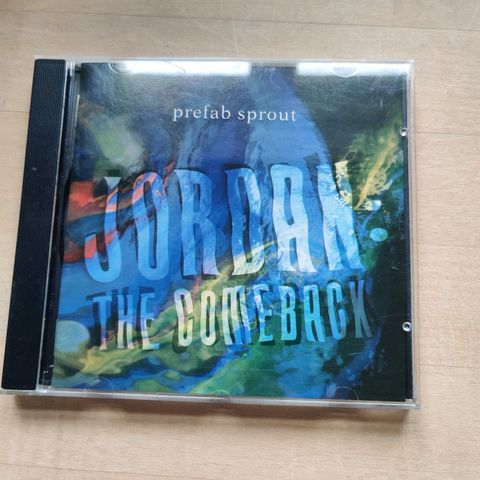 prefab sprout
JORDAN:
THE COMEBACK